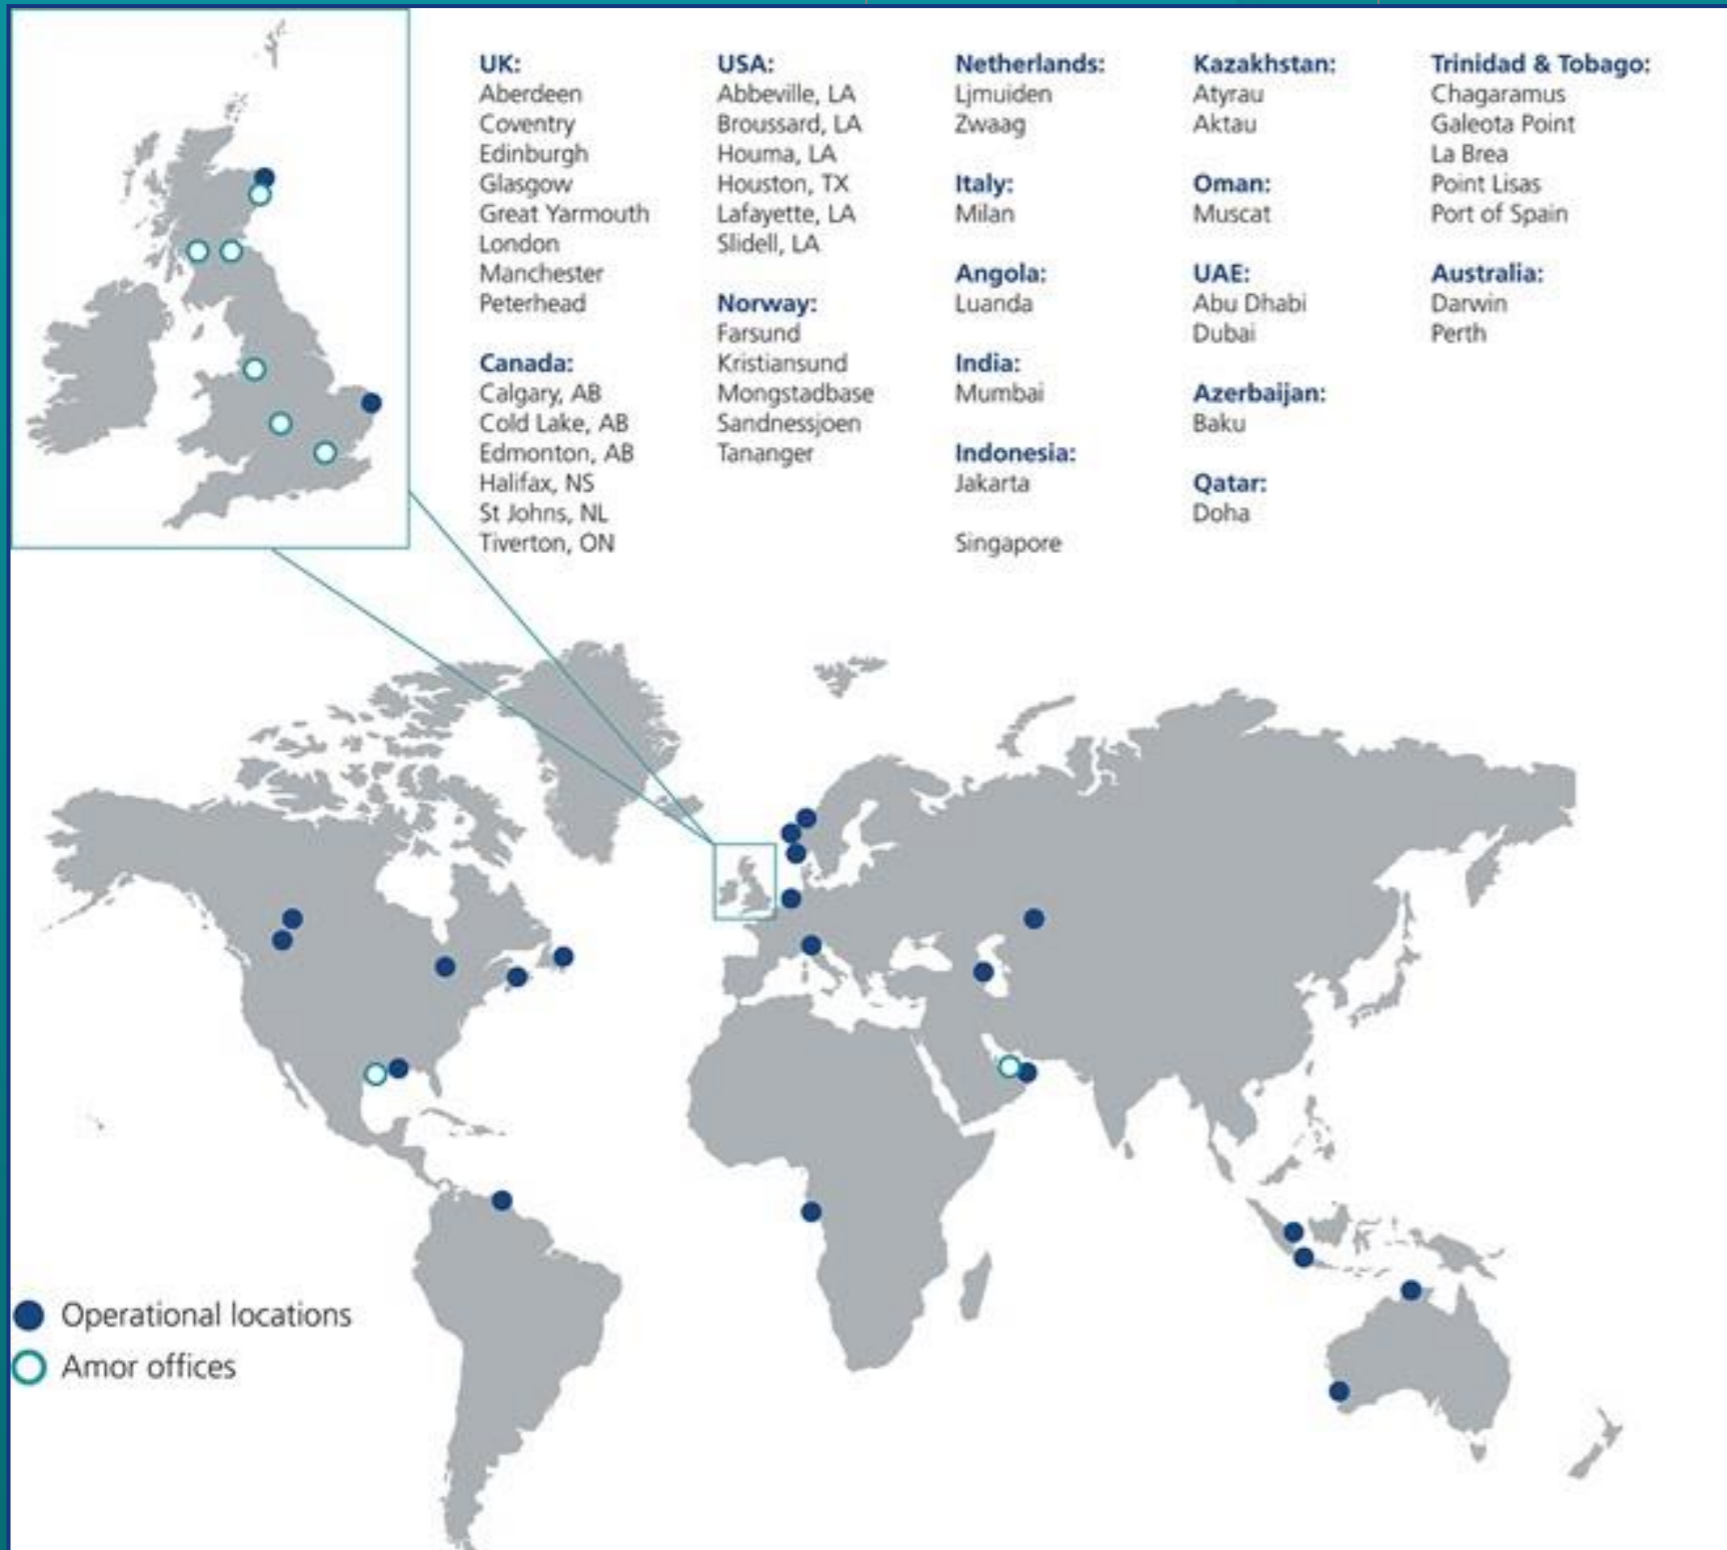 UK:
Aberdeen
Coventry
Edinburgh
Glasgow
Great Yarmouth
London
Manchester
Peterhead
Canada:
Calgary, AB
Cold Lake, AB
Edmonton, AB
Halifax, NS
St Johns, NL
Tiverton, ON
USA:
Abbeville, LA
Broussard, LA
Houma, LA
Houston, TX
Lafayette, LA
Slidell, LA
Norway:
Farsund
Kristiansund
Mongstadbase
Sandnessjoen
Tananger
Netherlands:
Ljmuiden
Zwaag
Italy:
Milan
Angola:
Luanda
India:
Mumbai
Indonesia:
Jakarta
Singapore
Kazakhstan:
Atyrau
Aktau
Oman:
Muscat
UAE:
Abu Dhabi
Dubai
Azerbaijan:
Baku
Qatar:
Doha
Trinidad & Tobago:
Chagaramus
Galeota Point
La Brea
Point Lisas
Port of Spain
Australia:
Darwin
Perth
Operational locations
Amor offices